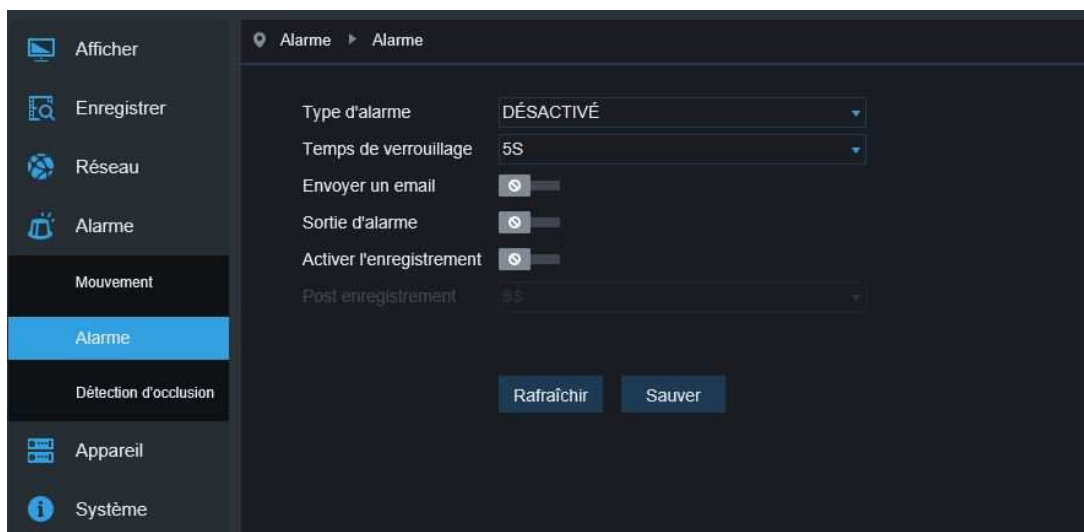 Afficher
Enregistrer
Réseau
Alarme
Mouvement
Alarme
Détection d'occlusion
Appareil
Système
Alarme Alarme
Type d'alarme DÉSACTIVÉ
Temps de verrouillage 5S
Envoyer un email
Sortie d'alarme
Activer l'enregistrement
Post enregistrement 5S
Rafraîchir Sauver